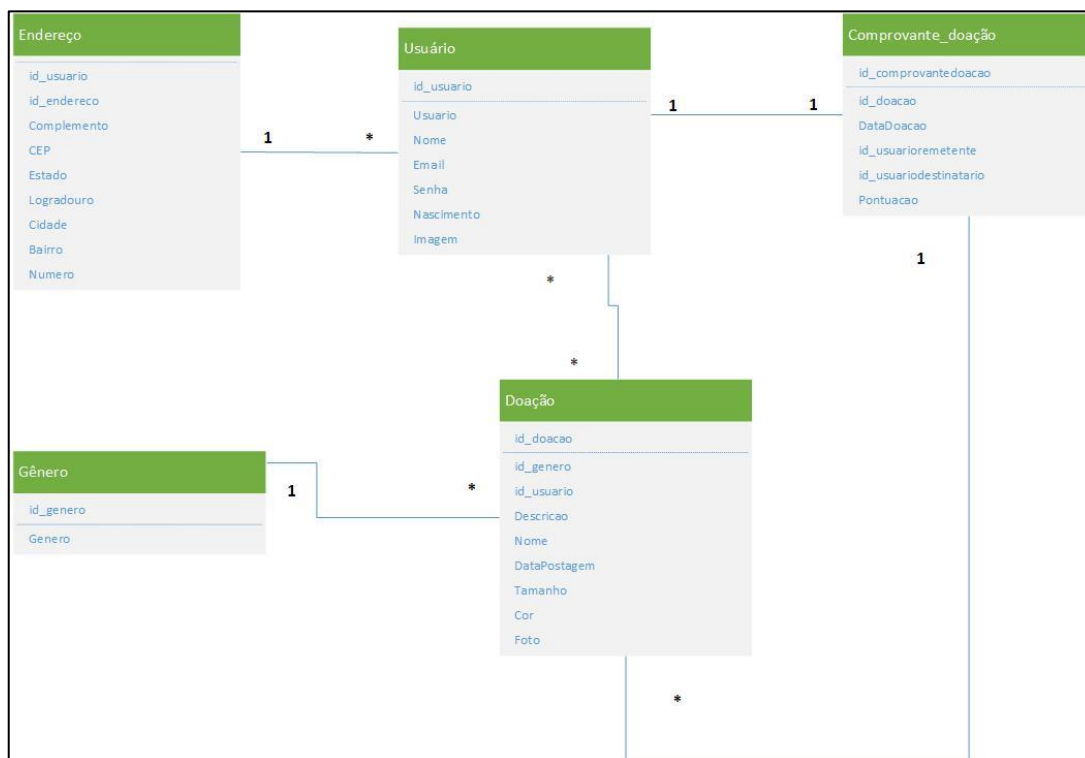 Endereço
id_usuario
id_endereco
Complemento
CEP
Estado
Logradouro
Cidade
Bairro
Numero
1
*
Usuário
id_usuario
Usuario
Nome
Email
Senha
Nascimento
Imagem
1
1
Comprovante_doação
id_comprovantedoacao
id_doacao
DataDoacao
id_usuarioremetente
id_usuariodestinatario
Pontuacao
1
*
*
Gênero
id_genero
Genero
1
*
Doação
id_doacao
id_genero
id_usuario
Descricao
Nome
DataPostagem
Tamanho
Cor
Foto
*